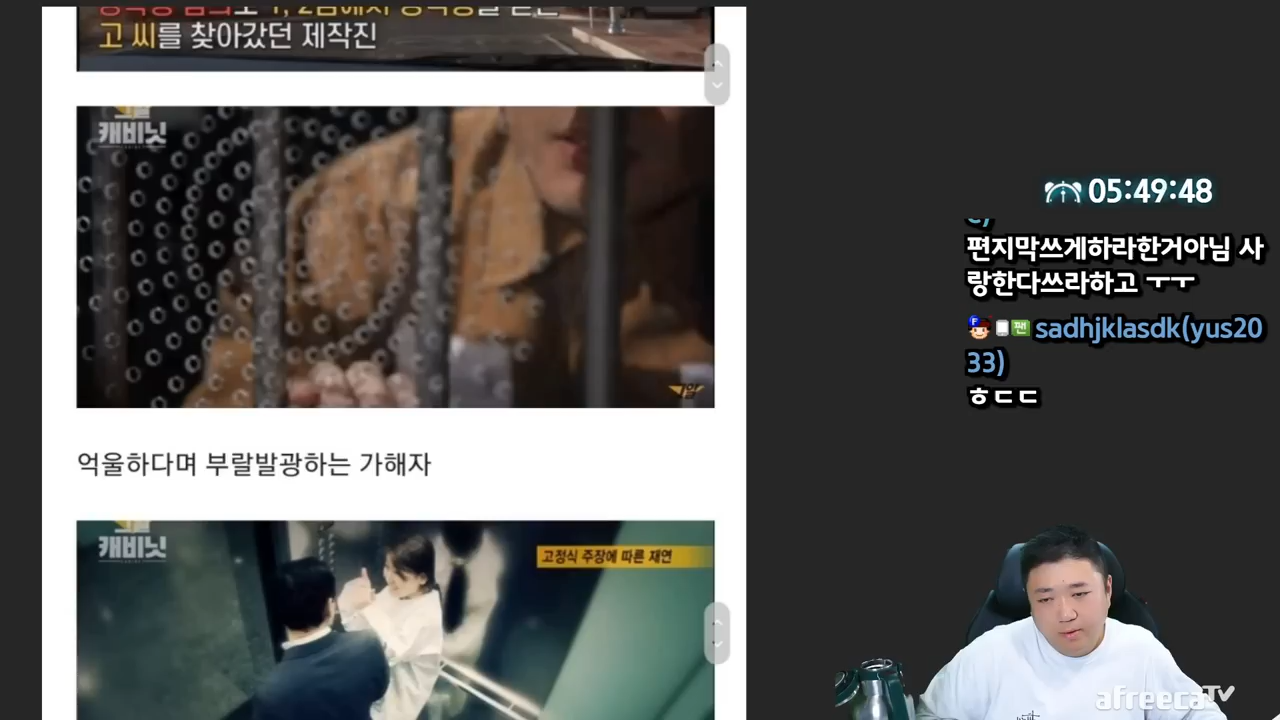 고 씨를 찾아갔던 제작진
캐비닛
억울하다며 부랄발광하는 가해자
캐비닛
고정식 주장에 따른 재연
05:49:48
편지막쓰게하라한거아님 사
랑한다쓰라하고 ㅜㅜ
sadhjklasdk(yus20
33)
ㅎㄷㄷ
afreecaTV